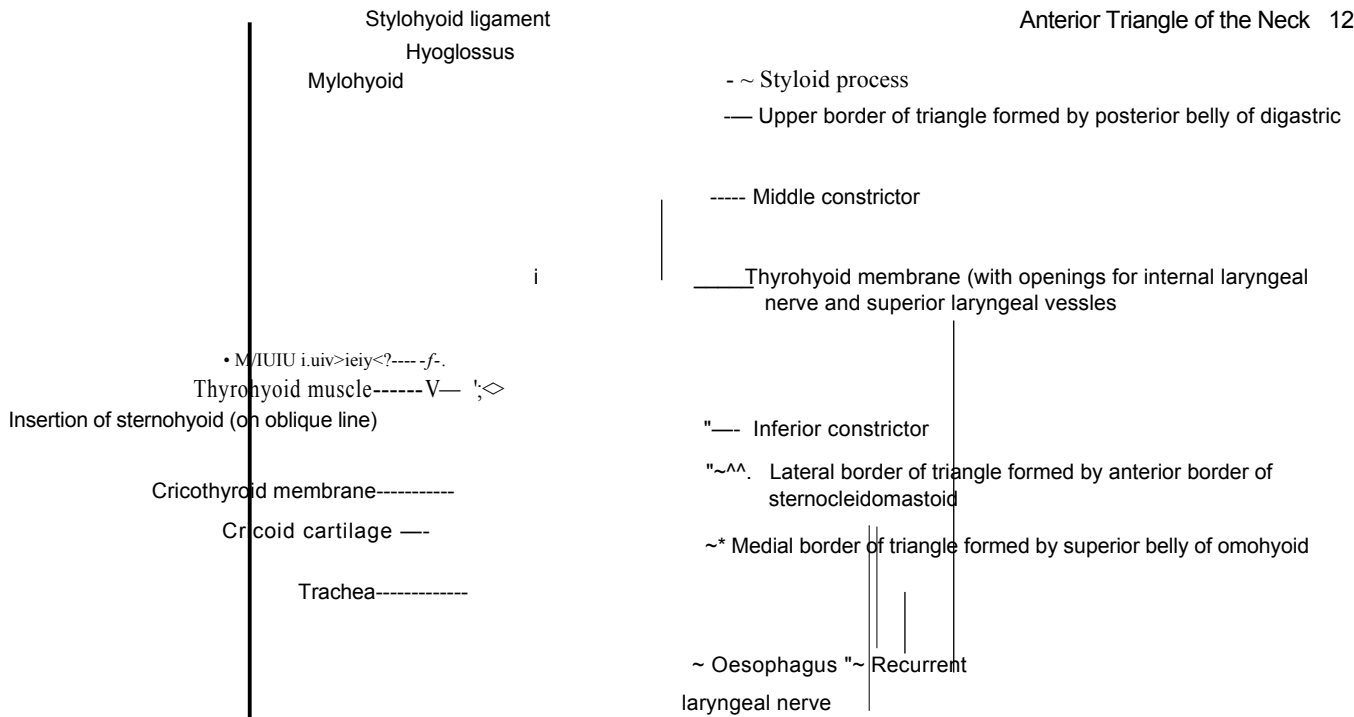 Anterior Triangle of the Neck 12
Stylohyoid ligament
Hyoglossus
Mylohyoid
- ~ Styloid process
-— Upper border of triangle formed by posterior belly of digastric
----- Middle constrictor
i
_____Thyrohyoid membrane (with openings for internal laryngeal
nerve and superior laryngeal vessles
Thyrohyoid muscle------V— ';<>
Insertion of sternohyoid (on oblique line)
"—- Inferior constrictor
"~^^. Lateral border of triangle formed by anterior border of
sternocleidomastoid
Cricothyroid membrane-----------
Cricoid cartilage —-
~* Medial border of triangle formed by superior belly of omohyoid
Trachea-------------
~ Oesophagus "~ Recurrent
laryngeal nerve